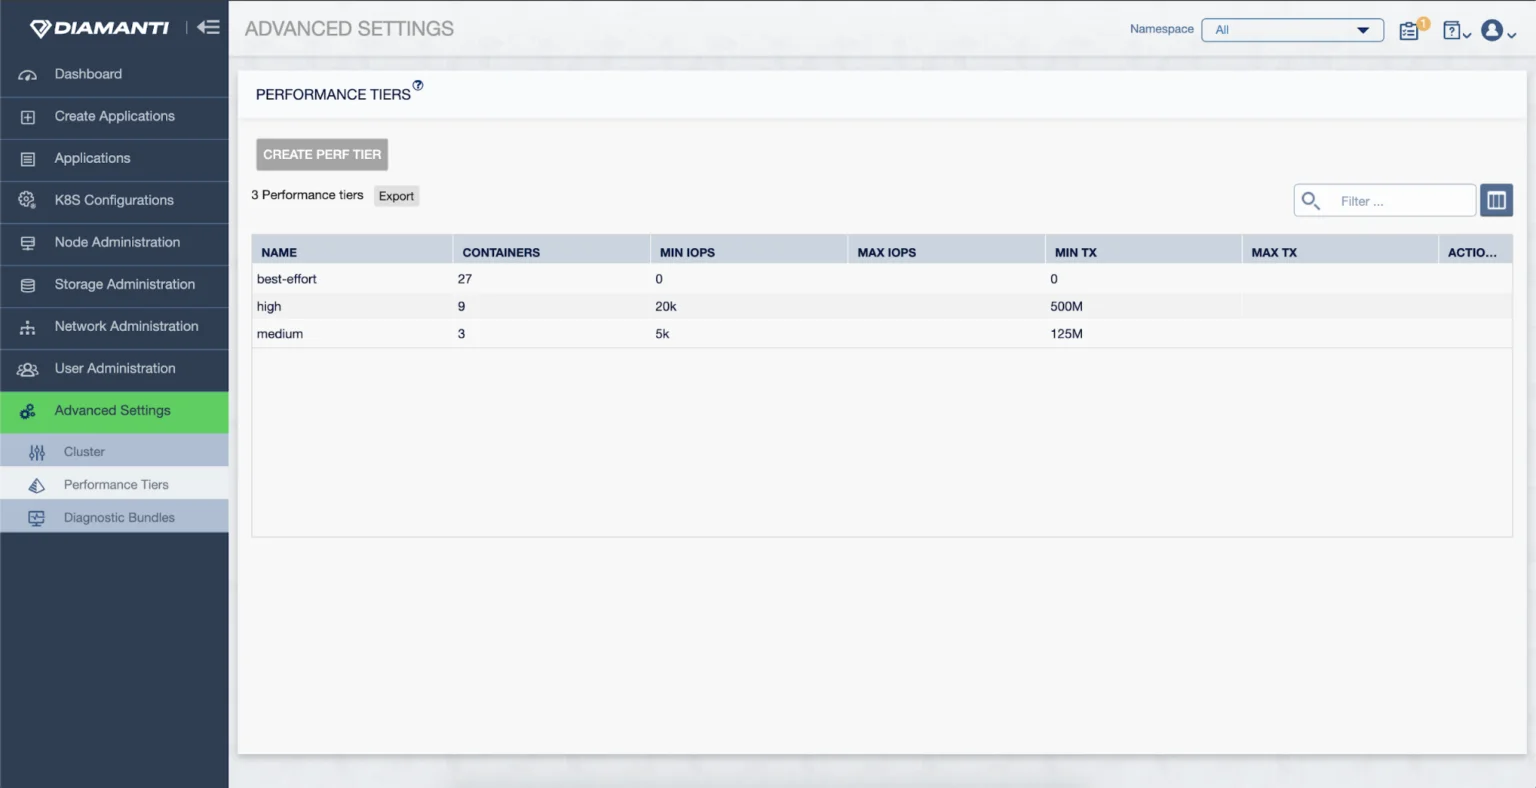 DIAMANTI
ADVANCED SETTINGS
Namespace
All
1
?
Dashboard
Create Applications
Applications
K8S Configurations
Node Administration
Storage Administration
Network Administration
User Administration
Advanced Settings
Cluster
Performance Tiers
Diagnostic Bundles
PERFORMANCE TIERS ?
CREATE PERF TIER
3 Performance tiers Export
Filter ...
NAME CONTAINERS MIN IOPS MAX IOPS MIN TX MAX TX ACTIO...
best-effort 27 0 0
high 9 20k 500M
medium 3 5k 125M